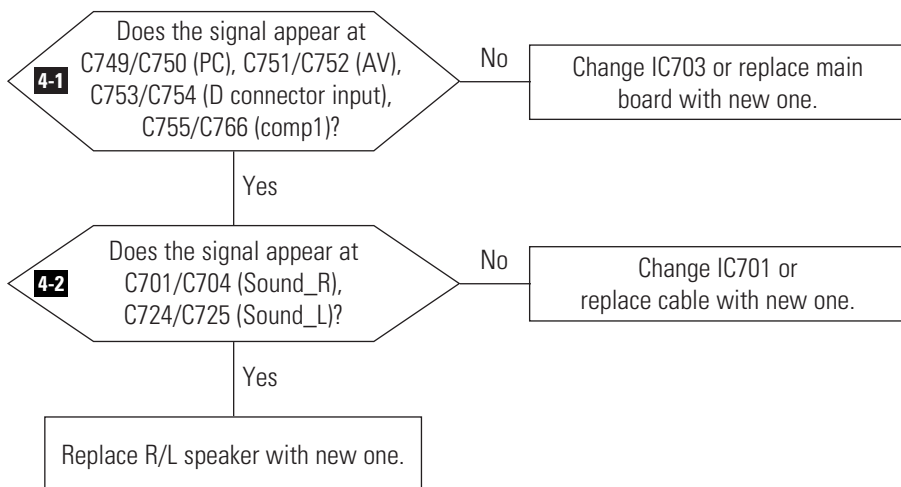 Does the signal appear at
C749/C750 (PC), C751/C752 (AV),
4-1
C753/C754 (D connector input),
C755/C766 (comp1)?
No
Change IC703 or replace main
board with new one.
Yes
Does the signal appear at
4-2
C701/C704 (Sound_R),
C724/C725 (Sound_L)?
No
Change IC701 or
replace cable with new one.
Yes
Replace R/L speaker with new one.